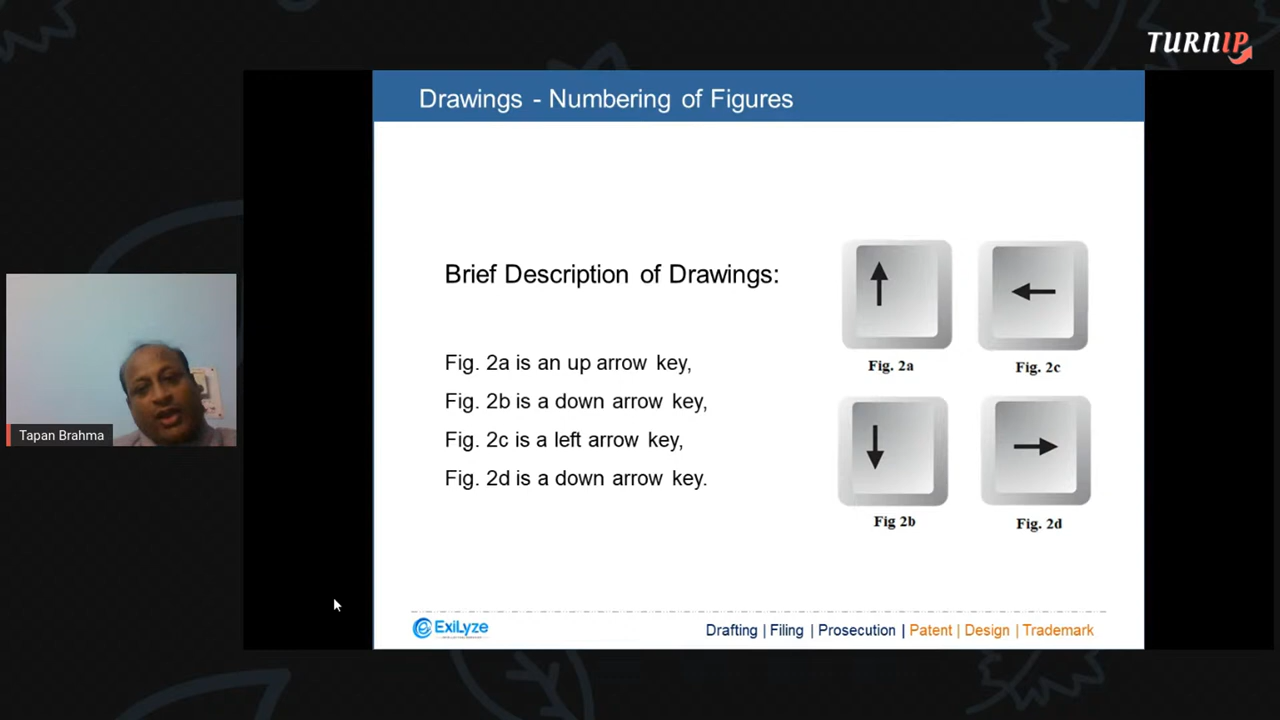 TURNIP
Drawings - Numbering of Figures
Brief Description of Drawings:
Fig. 2a is an up arrow key,
Fig. 2b is a down arrow key,
Fig. 2c is a left arrow key,
Fig. 2d is a down arrow key.
Fig. 2a
Fig. 2c
Fig 2b
Fig. 2d
Tapan Brahma
ExiLyze
Drafting | Filing | Prosecution | Patent | Design | Trademark